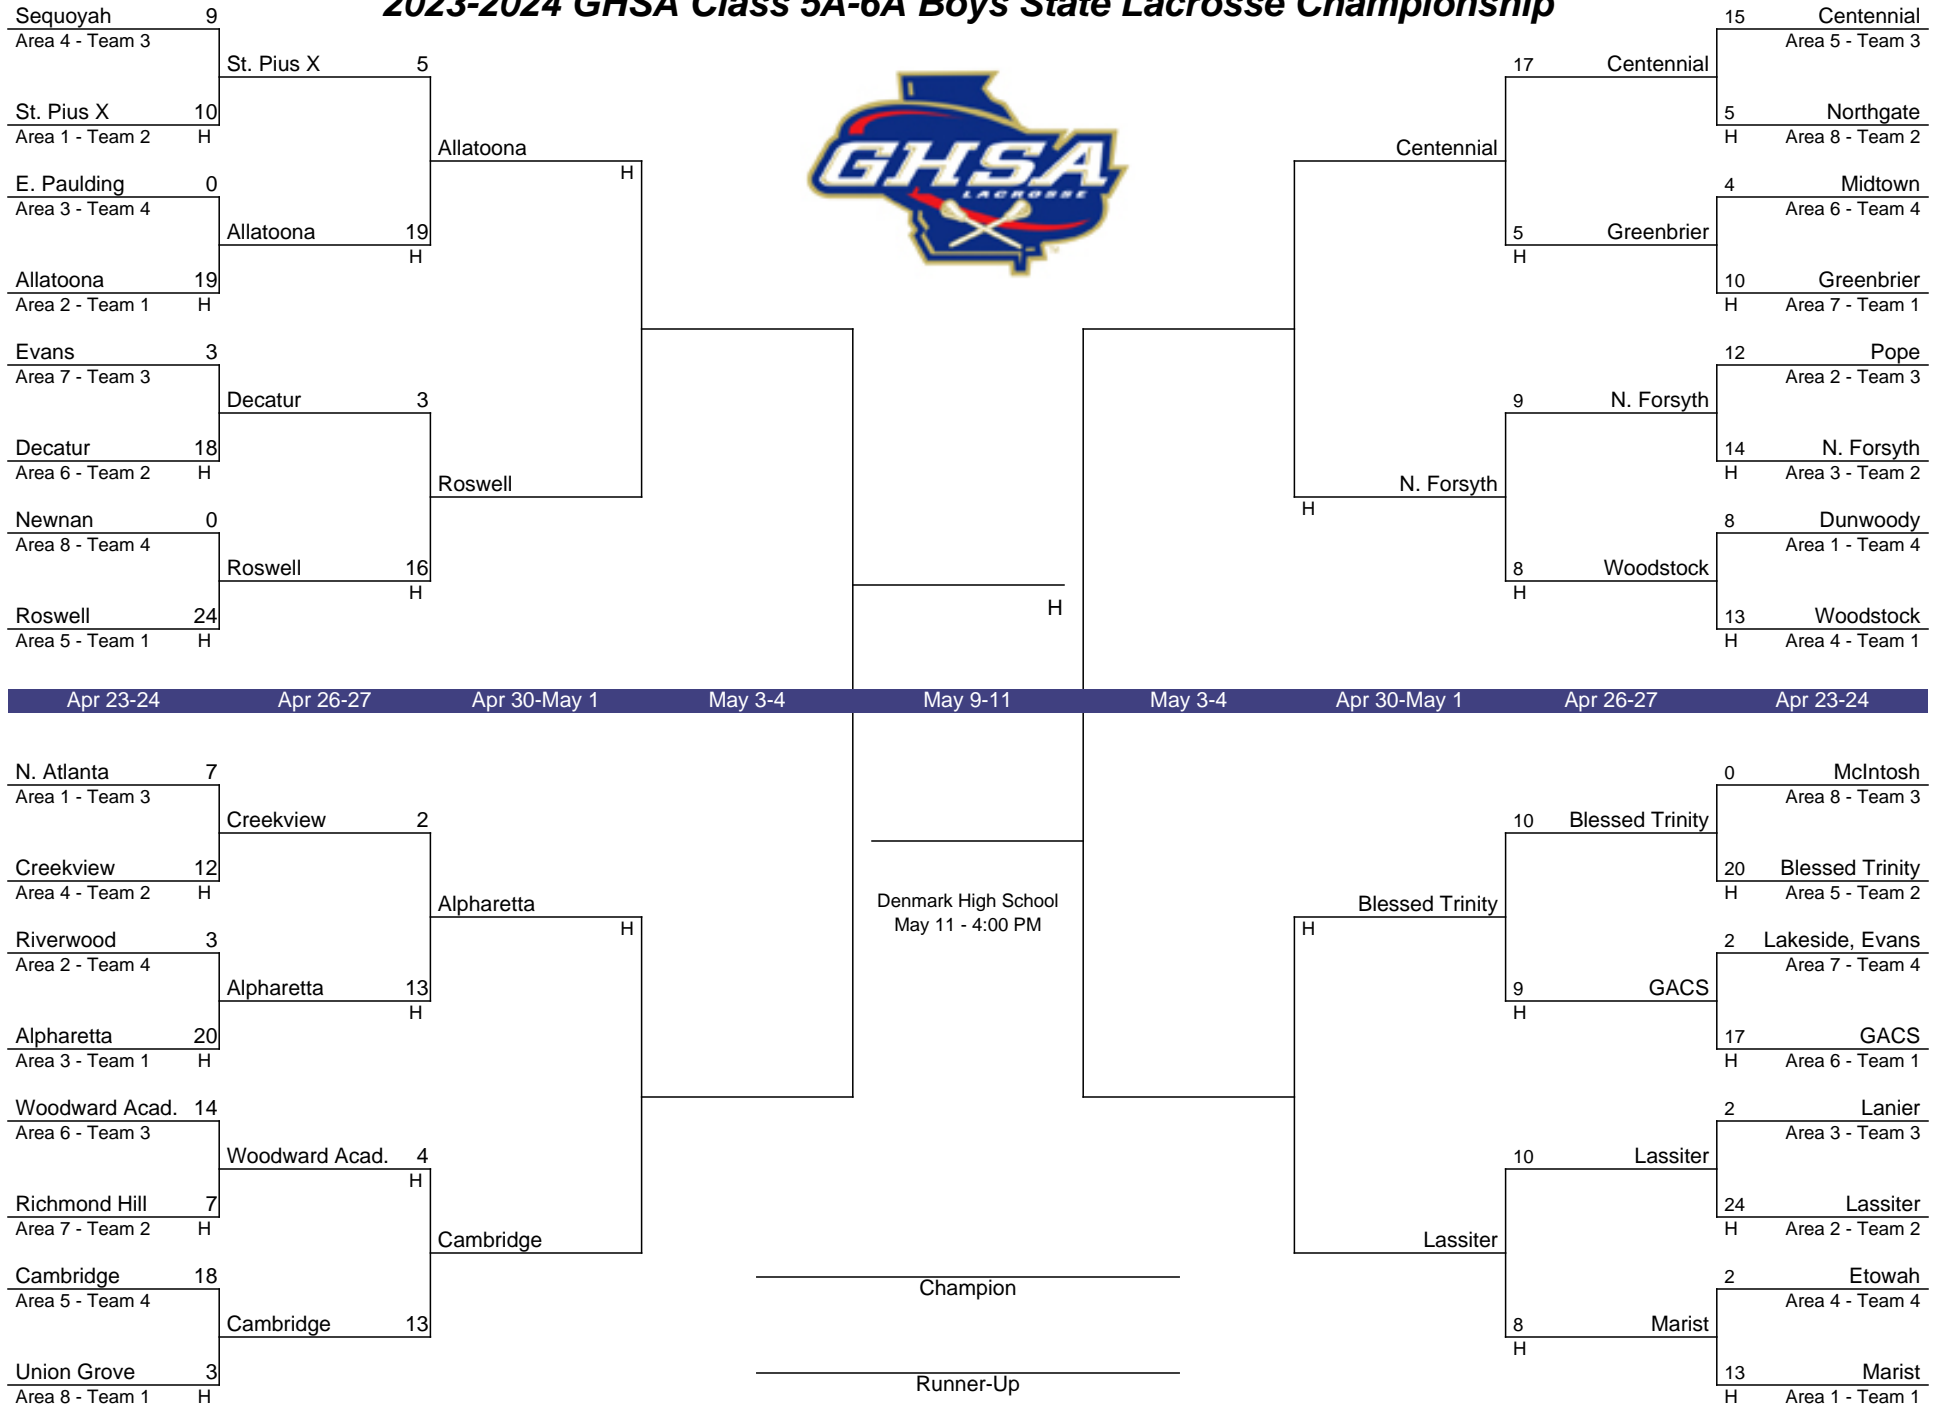 2023-2024 GHSA Class 5A-6A Boys State Lacrosse Championship
Sequoyah 9
Area 4 - Team 3
St. Pius X 5
St. Pius X 10
Area 1 - Team 2 H
Allatoona
H
E. Paulding 0
Area 3 - Team 4
Allatoona 19
H
Allatoona 19
Area 2 - Team 1 H
Evans 3
Area 7 - Team 3
Decatur 3
Decatur 18
Area 6 - Team 2 H
Roswell
Newnan 0
Area 8 - Team 4
Roswell 16
H
Roswell 24
Area 5 - Team 1 H
GHSA
LACROSSE
H
15 Centennial
Area 5 - Team 3
17 Centennial
5 Northgate
H Area 8 - Team 2
Centennial
4 Midtown
Area 6 - Team 4
5 Greenbrier
H
10 Greenbrier
H Area 7 - Team 1
12 Pope
Area 2 - Team 3
9 N. Forsyth
14 N. Forsyth
H Area 3 - Team 2
N. Forsyth
H
8 Dunwoody
Area 1 - Team 4
8 Woodstock
H
13 Woodstock
H Area 4 - Team 1
Apr 23-24 Apr 26-27 Apr 30-May 1 May 3-4 May 9-11 May 3-4 Apr 30-May 1 Apr 26-27 Apr 23-24
N. Atlanta 7
Area 1 - Team 3
Creekview 2
Creekview 12
Area 4 - Team 2 H
Alpharetta
H
Riverwood 3
Area 2 - Team 4
Alpharetta 13
H
Alpharetta 20
Area 3 - Team 1 H
Woodward Acad. 14
Area 6 - Team 3
Woodward Acad. 4
H
Richmond Hill 7
Area 7 - Team 2 H
Cambridge
Cambridge 18
Area 5 - Team 4
Cambridge 13
Union Grove 3
Area 8 - Team 1 H
Denmark High School
May 11 - 4:00 PM
Champion
Runner-Up
0 McIntosh
Area 8 - Team 3
10 Blessed Trinity
20 Blessed Trinity
H Area 5 - Team 2
Blessed Trinity
H
2 Lakeside, Evans
Area 7 - Team 4
9 GACS
H
17 GACS
H Area 6 - Team 1
2 Lanier
Area 3 - Team 3
10 Lassiter
24 Lassiter
H Area 2 - Team 2
Lassiter
2 Etowah
Area 4 - Team 4
8 Marist
H
13 Marist
H Area 1 - Team 1